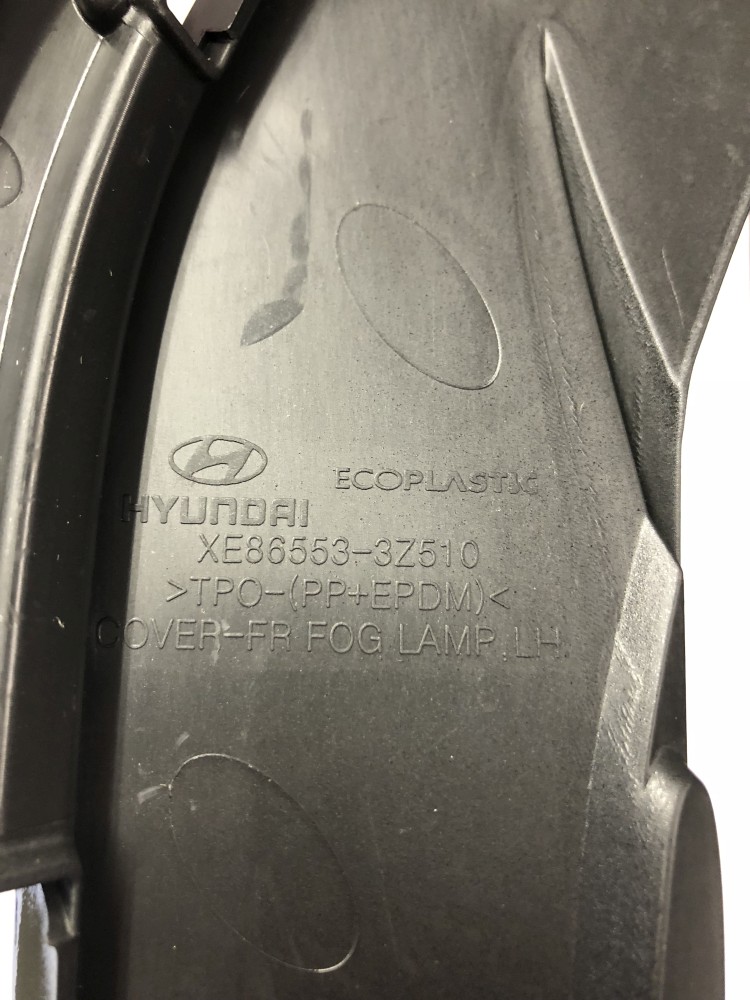 HYUNDAI
ECOPLASTIC
XE86553-3Z510
>TPO-(PP+EPDM)<
COVER-FR FOG LAMP, LH